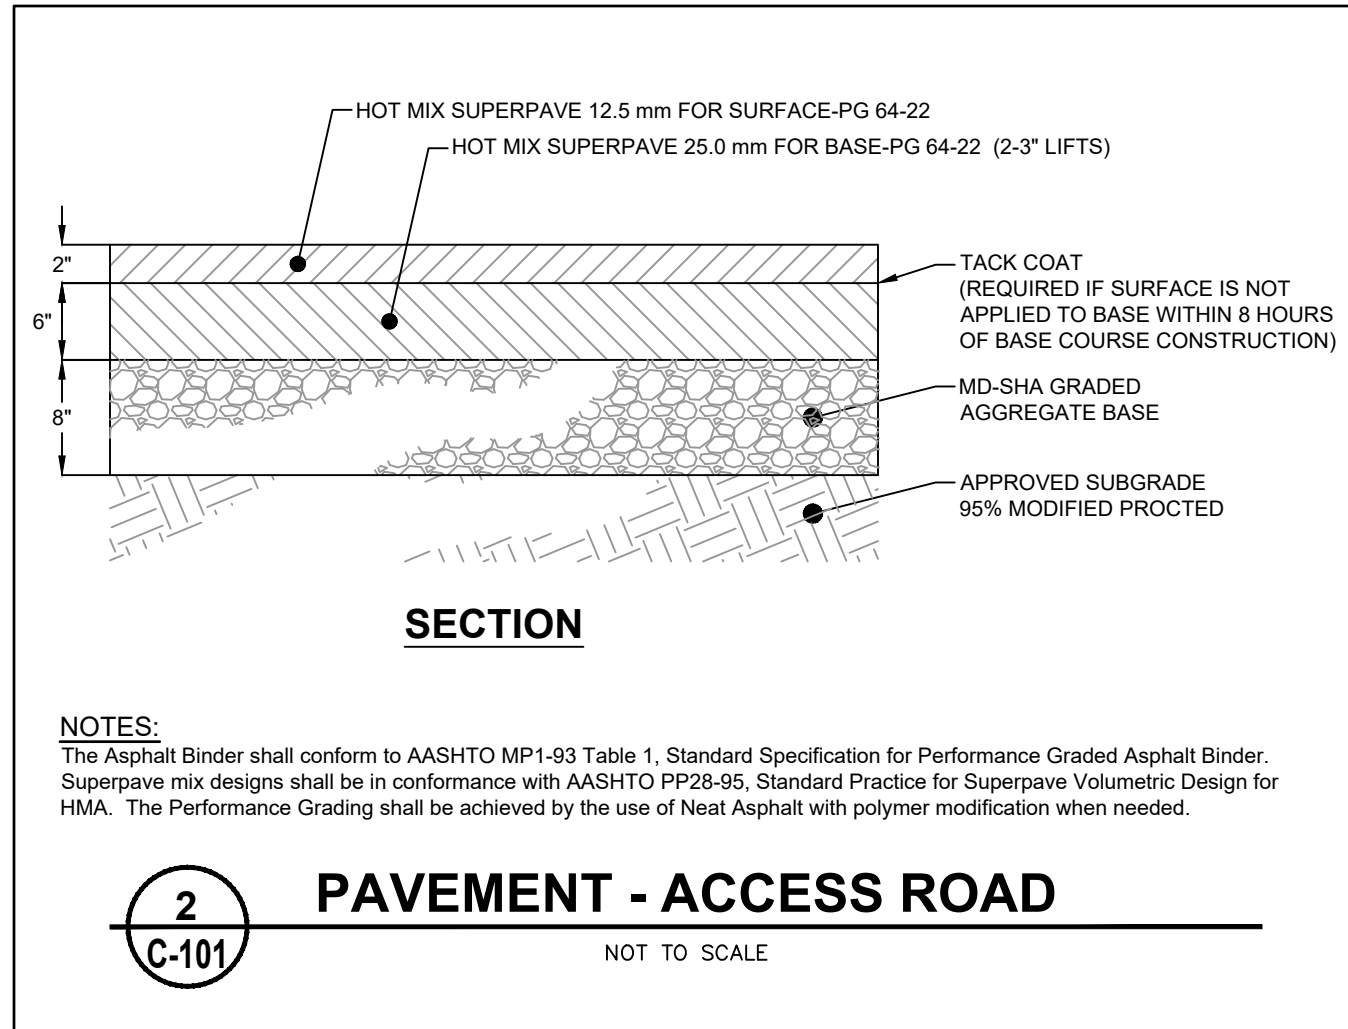 HOT MIX SUPERPAVE 12.5 mm FOR SURFACE-PG 64-22
HOT MIX SUPERPAVE 25.0 mm FOR BASE-PG 64-22 (2-3" LIFTS)
2"
6"
8"
TACK COAT
(REQUIRED IF SURFACE IS NOT
APPLIED TO BASE WITHIN 8 HOURS
OF BASE COURSE CONSTRUCTION)
MD-SHA GRADED
AGGREGATE BASE
APPROVED SUBGRADE
95% MODIFIED PROCTED
SECTION
NOTES:
The Asphalt Binder shall conform to AASHTO MP1-93 Table 1, Standard Specification for Performance Graded Asphalt Binder.
Superpave mix designs shall be in conformance with AASHTO PP28-95, Standard Practice for Superpave Volumetric Design for
HMA. The Performance Grading shall be achieved by the use of Neat Asphalt with polymer modification when needed.
2
C-101
PAVEMENT - ACCESS ROAD
NOT TO SCALE